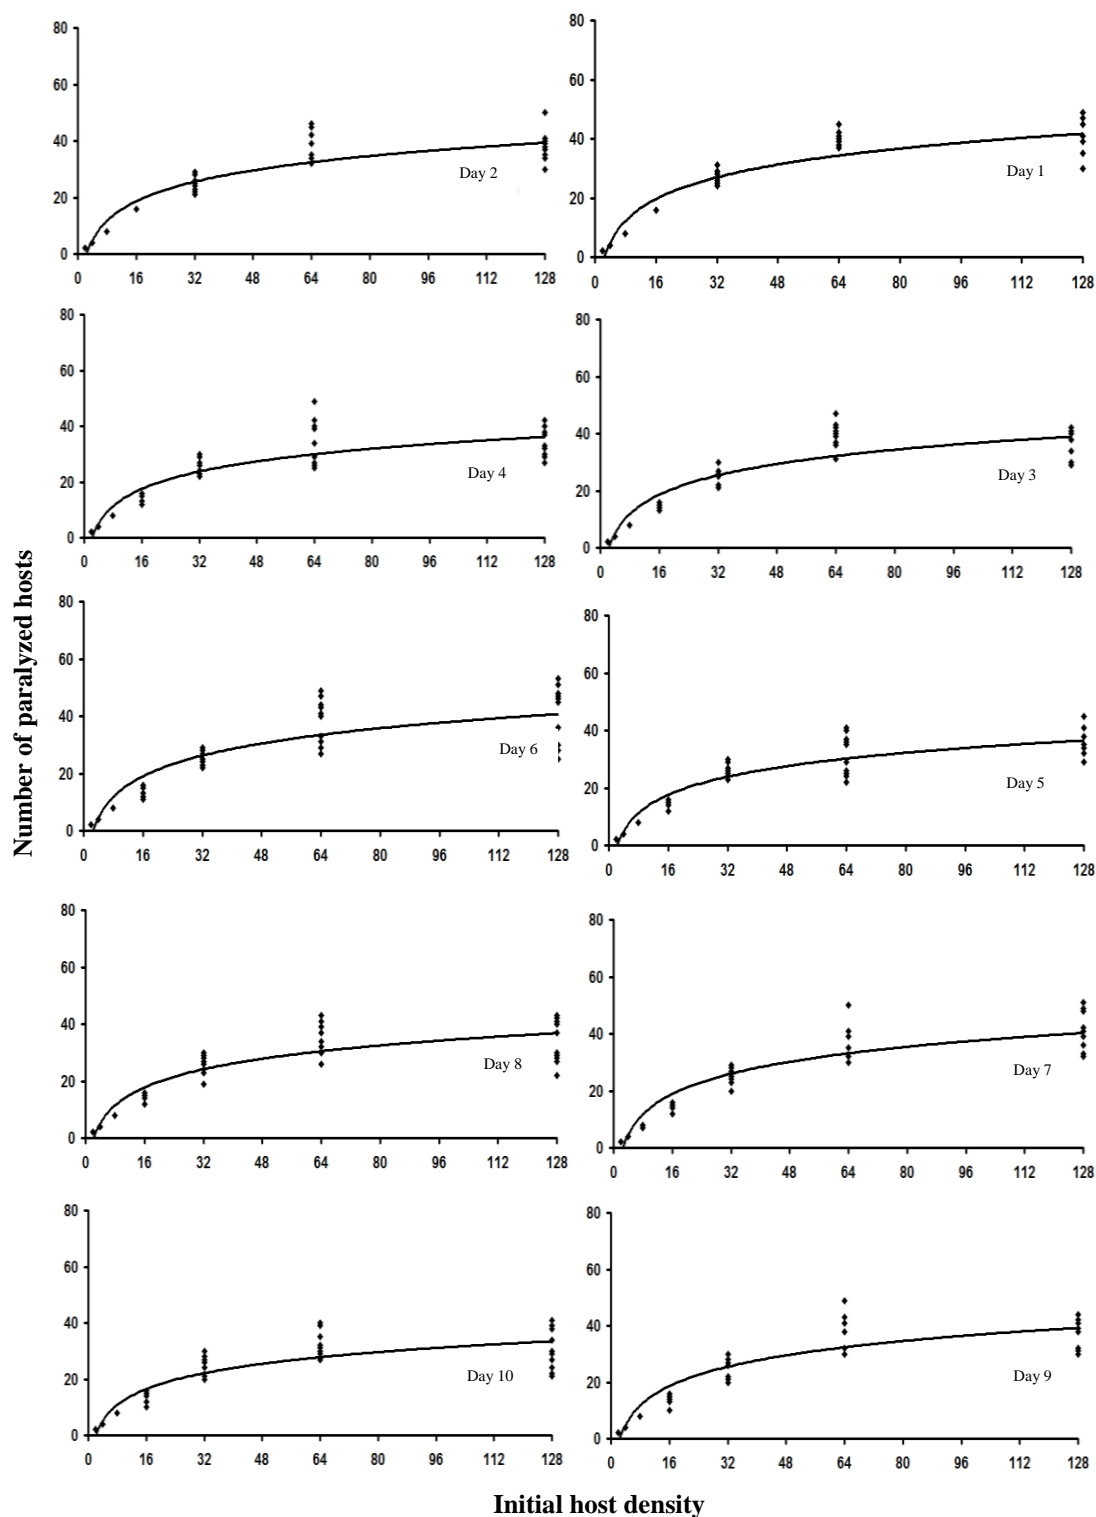 80
60
40
20
0
0 16 32 48 64 80 96 112 128
Day 2
80
60
40
20
0
0 16 32 48 64 80 96 112 128
Day 1
80
60
40
20
0
0 16 32 48 64 80 96 112 128
Day 4
80
60
40
20
0
0 16 32 48 64 80 96 112 128
Day 3
Number of paralyzed hosts
80
60
40
20
0
0 16 32 48 64 80 96 112 128
Day 6
80
60
40
20
0
0 16 32 48 64 80 96 112 128
Day 5
80
60
40
20
0
0 16 32 48 64 80 96 112 128
Day 8
80
60
40
20
0
0 16 32 48 64 80 96 112 128
Day 7
80
60
40
20
0
0 16 32 48 64 80 96 112 128
Day 10
80
60
40
20
0
0 16 32 48 64 80 96 112 128
Day 9
Initial host density